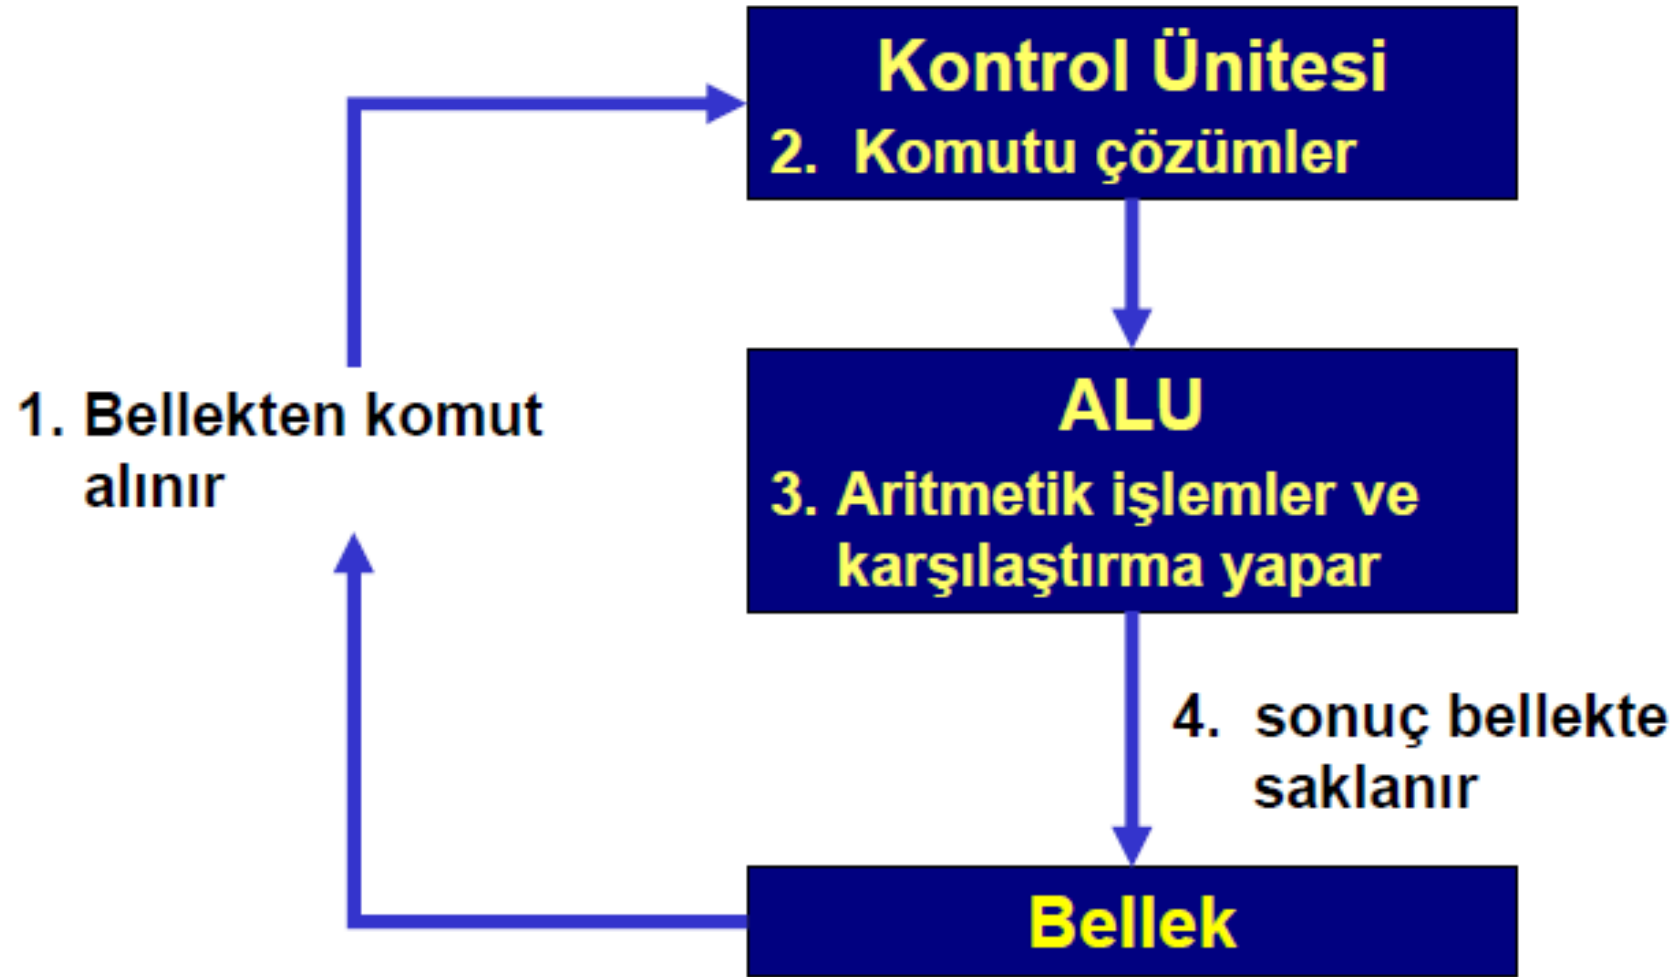 Kontrol Ünitesi
2. Komutu çözümler
1. Bellekten komut
alınır
ALU
3. Aritmetik işlemler ve
karşılaştırma yapar
4. sonuç bellekte
saklanır
Bellek